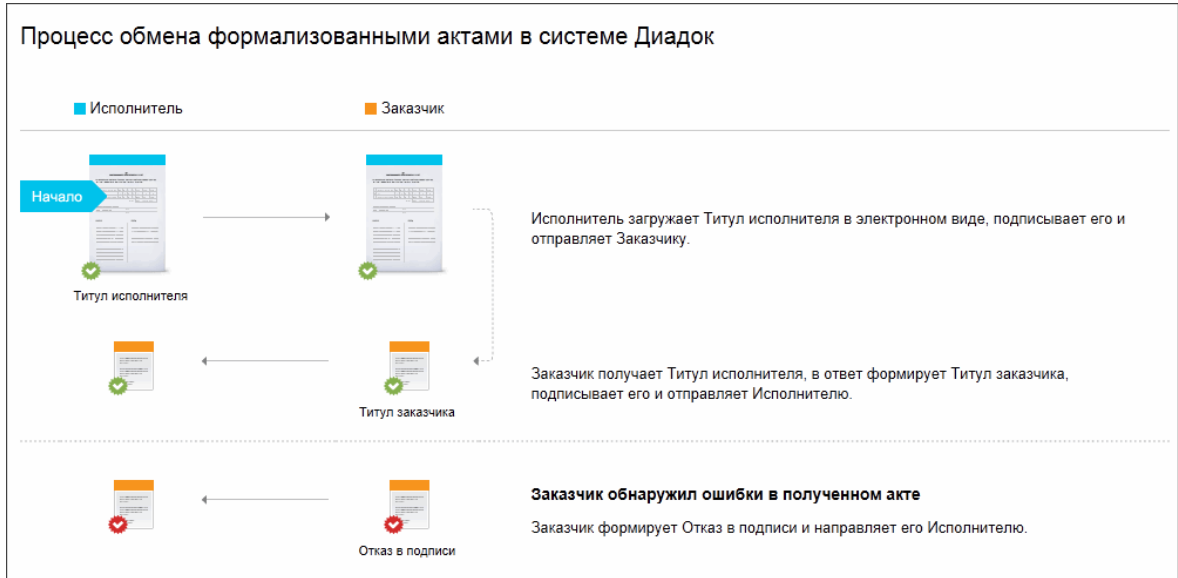 Процесс обмена формализованными актами в системе Диадок
Исполнитель
Заказчик
Начало
Исполнитель загружает Титул исполнителя в электронном виде, подписывает его и
отправляет Заказчику.
Титул исполнителя
Заказчик получает Титул исполнителя, в ответ формирует Титул заказчика,
подписывает его и отправляет Исполнителю.
Титул заказчика
Заказчик обнаружил ошибки в полученном акте
Заказчик формирует Отказ в подписи и направляет его Исполнителю.
Отказ в подписи